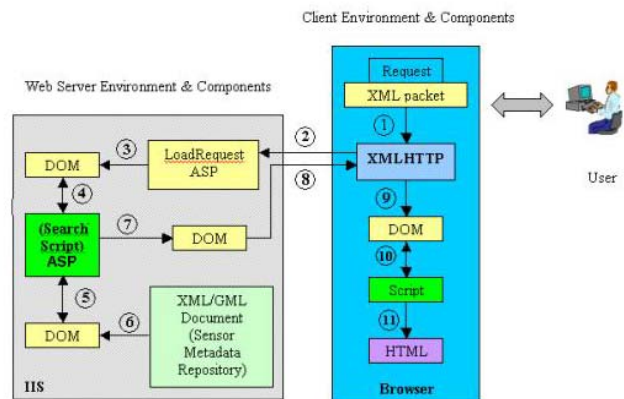 Client Environment & Components
Web Server Environment & Components
Request
XML packet
1
2
XMLHTTP
3
LoadRequest
ASP
DOM
8
User
4
9
(Search
Script)
ASP
7
DOM
DOM
10
5
XML/GML
Document
(Sensor
Metadata
Repository)
Script
6
DOM
11
HTML
IIS
Browser